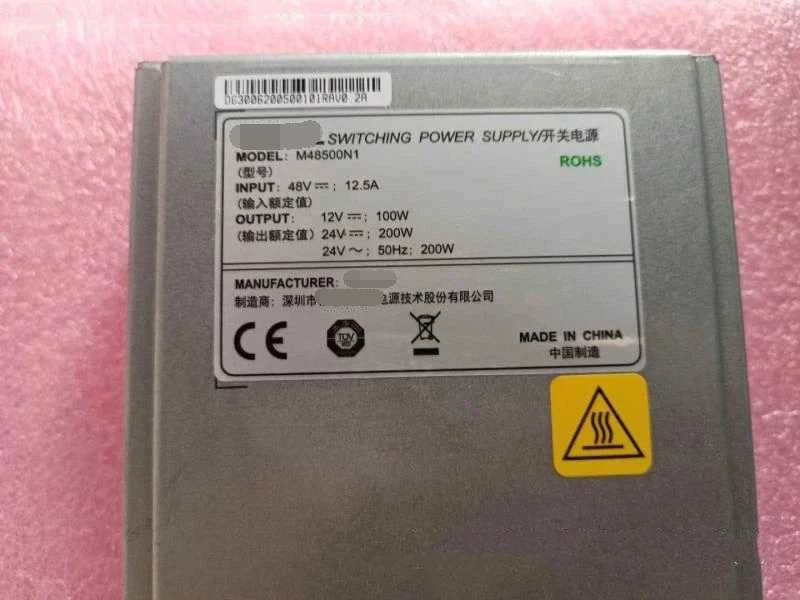 D63006200500101RAV0.2A
SWITCHING POWER SUPPLY/开关电源
MODEL: M48500N1
ROHS
(型号)
INPUT: 48V⎓; 12.5A
(输入额定值)
OUTPUT: 12V⎓; 100W
(输出额定值) 24V⎓; 200W
24V～; 50Hz; 200W
MANUFACTURER:
制造商: 深圳市 电源技术股份有限公司
CE
TÜV
MADE IN CHINA
中国制造